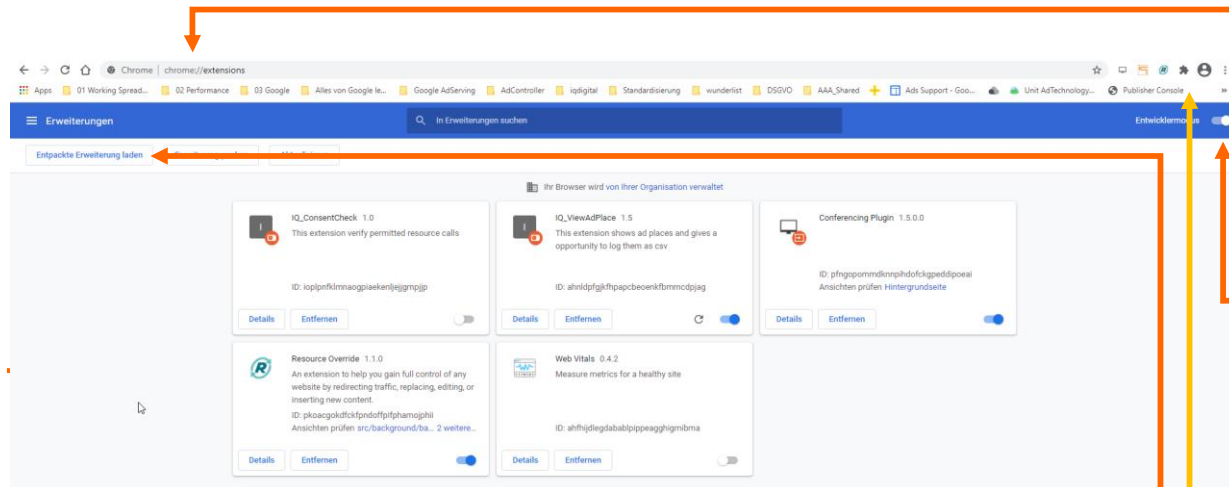 Chrome | chrome://extensions
Apps 01 Working Spread... 02 Performance 03 Google Alles von Google le... Google AdServing AdController iqdigital Standardisierung wunderlist DSGVO AAA_Shared Ads Support - Goo... Unit AdTechnology... Publisher Console »
Erweiterungen In Erweiterungen suchen Entwicklermodus
Entpackte Erweiterung laden
Ihr Browser wird von Ihrer Organisation verwaltet
IQ_ConsentCheck 1.0
This extension verify permitted resource calls
ID: ioplpnfklmnaogpiaekenljejjgmpjjp
Details Entfernen
IQ_ViewAdPlace 1.5
This extension shows ad places and gives a
opportunity to log them as csv
ID: ahnldpfgjkfhpapcbeoenkfbmmcdpjag
Details Entfernen
Conferencing Plugin 1.5.0.0
ID: pfngopommdknnpihdofckgpeddipoeai
Ansichten prüfen Hintergrundseite
Details Entfernen
Resource Override 1.1.0
An extension to help you gain full control of any
website by redirecting traffic, replacing, editing, or
inserting new content.
ID: pkoacgokdfckfpndoffpifphamojphii
Ansichten prüfen src/background/ba... 2 weitere...
Details Entfernen
Web Vitals 0.4.2
Measure metrics for a healthy site
ID: ahfhijdlegdabablpippeagghigmibma
Details Entfernen